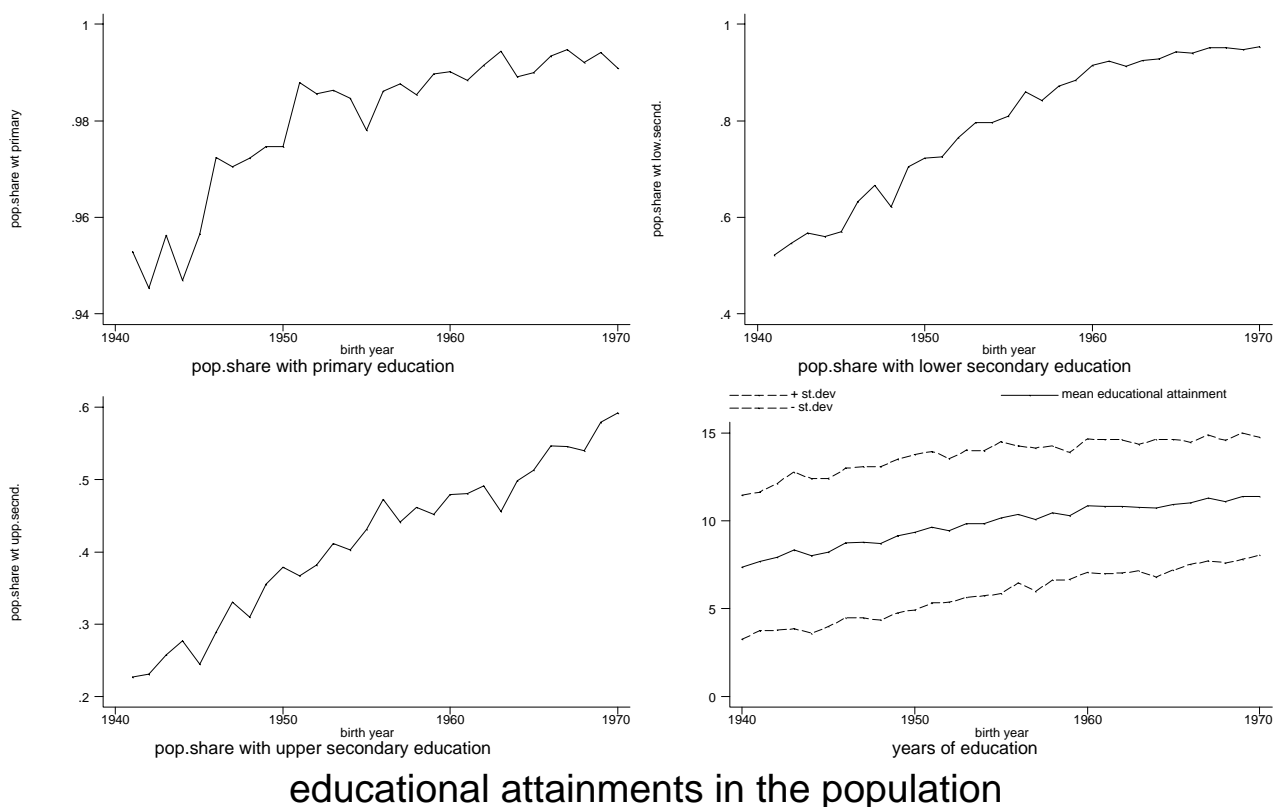 pop.share wt primary
1
.98
.96
.94
1940 1950 1960 1970
birth year
pop.share with primary education
pop.share wt low.secnd.
1
.8
.6
.4
1940 1950 1960 1970
birth year
pop.share with lower secondary education
pop.share wt upp.secnd.
.6
.5
.4
.3
.2
1940 1950 1960 1970
birth year
pop.share with upper secondary education
+ st.dev mean educational attainment
- st.dev
15
10
5
0
1940 1950 1960 1970
birth year
years of education
educational attainments in the population